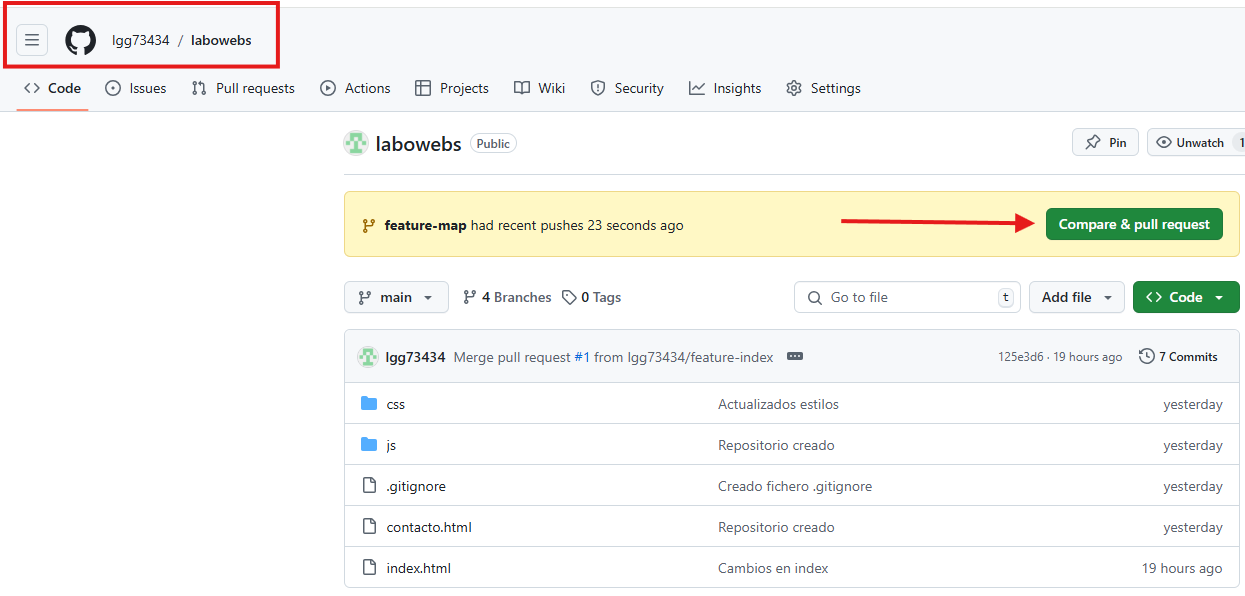 lgg73434 / labowebs
Code Issues Pull requests Actions Projects Wiki Security Insights Settings
labowebs Public Pin Unwatch 1
feature-map had recent pushes 23 seconds ago Compare & pull request
main 4 Branches 0 Tags Go to file t Add file Code
lgg73434 Merge pull request #1 from lgg73434/feature-index 125e3d6 · 19 hours ago 7 Commits
css Actualizados estilos yesterday
js Repositorio creado yesterday
.gitignore Creado fichero .gitignore yesterday
contacto.html Repositorio creado yesterday
index.html Cambios en index 19 hours ago